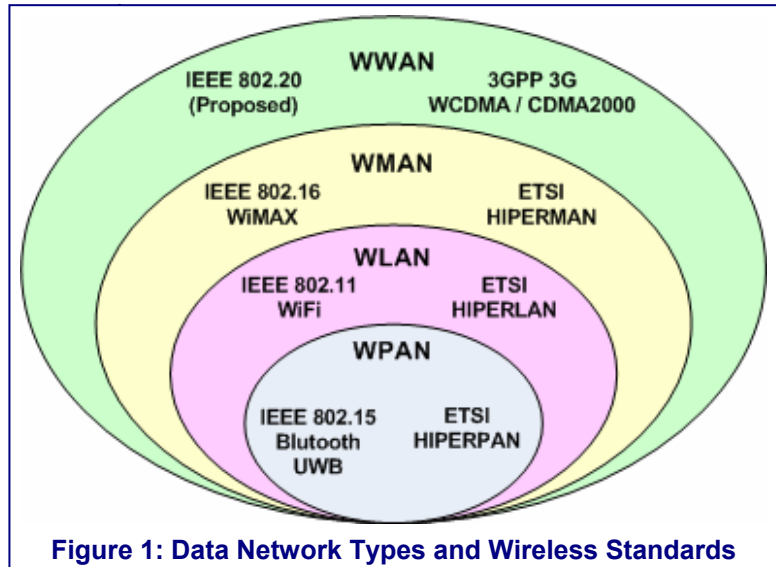 WWAN
IEEE 802.20
(Proposed)
3GPP 3G
WCDMA / CDMA2000
WMAN
IEEE 802.16
WiMAX
ETSI
HIPERMAN
WLAN
IEEE 802.11
WiFi
ETSI
HIPERLAN
WPAN
IEEE 802.15
Blutooth
UWB
ETSI
HIPERPAN
Figure 1: Data Network Types and Wireless Standards